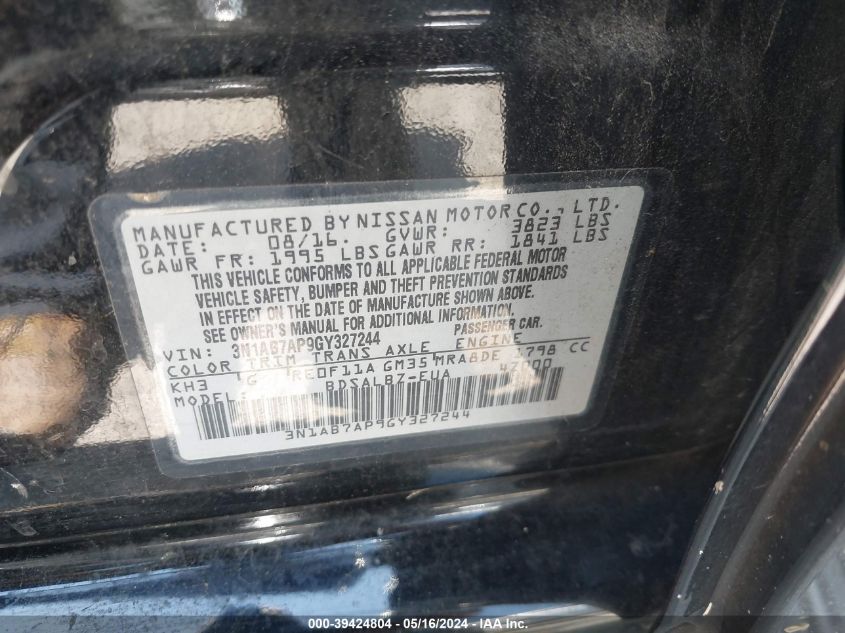 MANUFACTURED BY NISSAN MOTOR CO., LTD.
DATE: 08/16. GVWR: 3823 LBS
GAWR FR: 1995 LBS GAWR RR: 1841 LBS
THIS VEHICLE CONFORMS TO ALL APPLICABLE FEDERAL MOTOR
VEHICLE SAFETY, BUMPER AND THEFT PREVENTION STANDARDS
IN EFFECT ON THE DATE OF MANUFACTURE SHOWN ABOVE.
SEE OWNER'S MANUAL FOR ADDITIONAL INFORMATION.
VIN: 3N1AB7AP9GY327244 PASSENGER CAR.
COLOR TRIM TRANS AXLE ENGINE
KH3 G RE0F11A GM35 MRA8DE 1798 CC
MODEL: BDSALBZ-EUA 47000
3N1AB7AP9GY327244
000-39424804 - 05/16/2024 - IAA Inc.